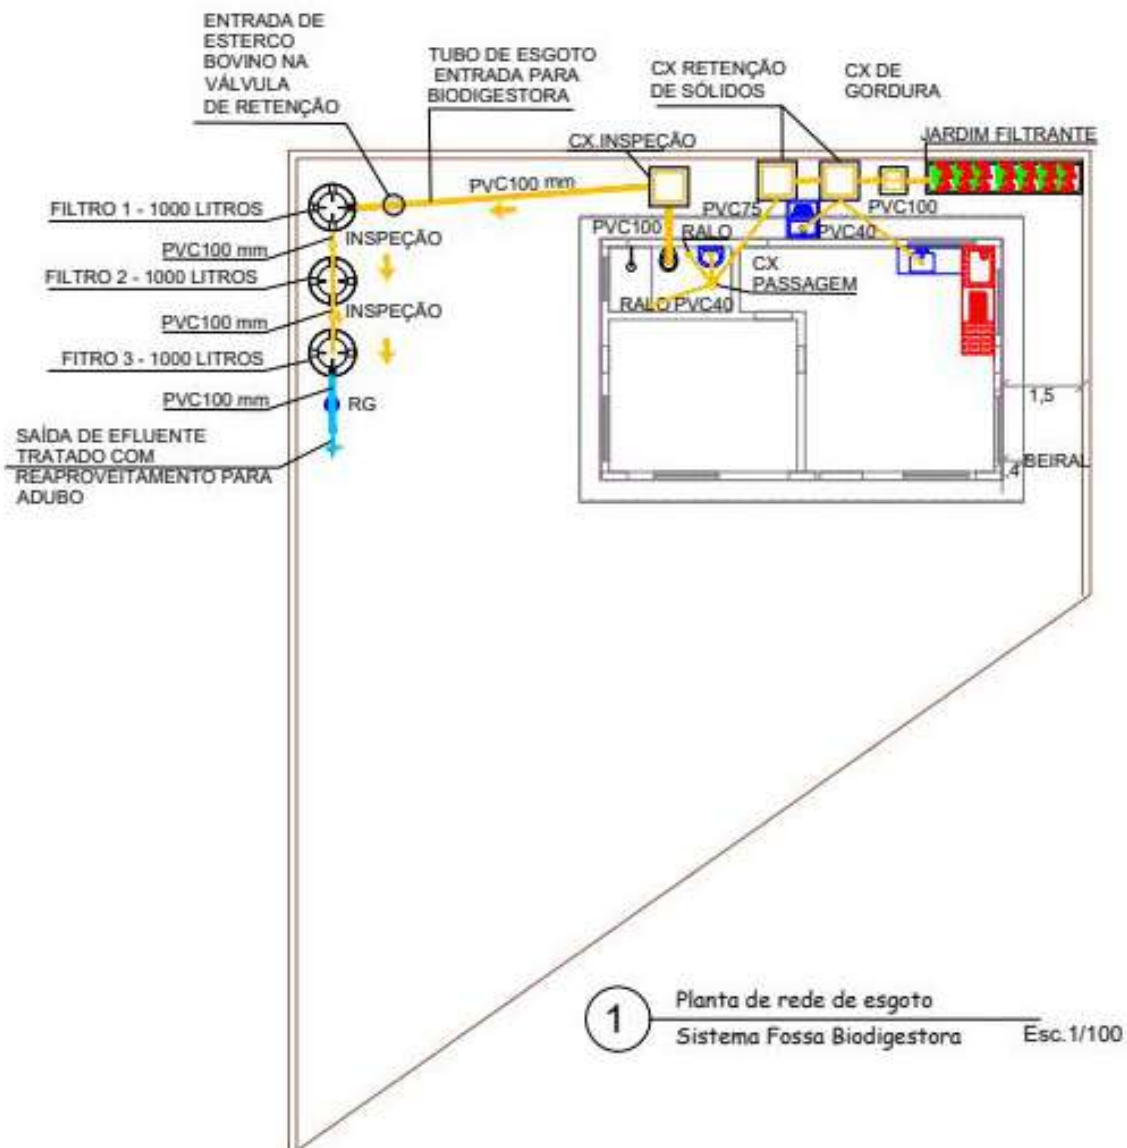 ENTRADA DE
ESTERCO
BOVINO NA
VÁLVULA
DE RETENÇÃO
TUBO DE ESGOTO
ENTRADA PARA
BIODIGESTORA
CX RETENÇÃO
DE SÓLIDOS
CX DE
GORDURA
CX.INSPEÇÃO
JARDIM FILTRANTE
PVC100 mm
FILTRO 1 - 1000 LITROS
PVC75
PVC100
PVC100
RALO
PVC40
INSPEÇÃO
PVC100 mm
CX
PASSAGEM
FILTRO 2 - 1000 LITROS
RALO PVC40
INSPEÇÃO
PVC100 mm
FITRO 3 - 1000 LITROS
PVC100 mm
RG
1,5
SAÍDA DE EFLUENTE
TRATADO COM
REAPROVEITAMENTO PARA
ADUBO
BEIRAL
,4
1
Planta de rede de esgoto
Sistema Fossa Biodigestora
Esc.1/100